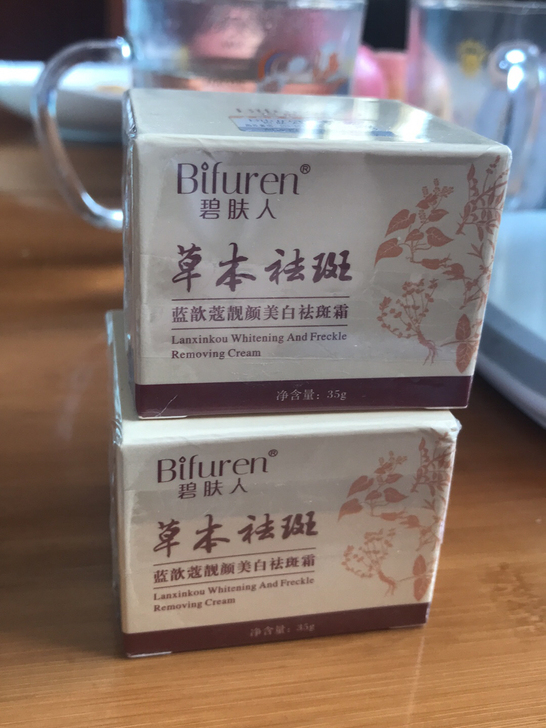 Bifuren®
碧肤人
草本祛斑
蓝歆蔻靓颜美白祛斑霜
Lanxinkou Whitening And Freckle
Removing Cream
净含量：35g
Bifuren®
碧肤人
草本祛斑
蓝歆蔻靓颜美白祛斑霜
Lanxinkou Whitening And Freckle
Removing Cream
净含量：35g